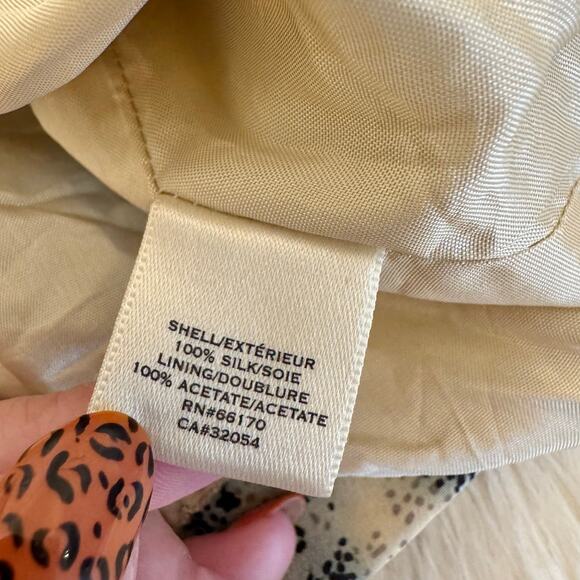 SHELL/EXTÉRIEUR
100% SILK/SOIE
LINING/DOUBLURE
100% ACETATE/ACETATE
RN#66170
CA#32054